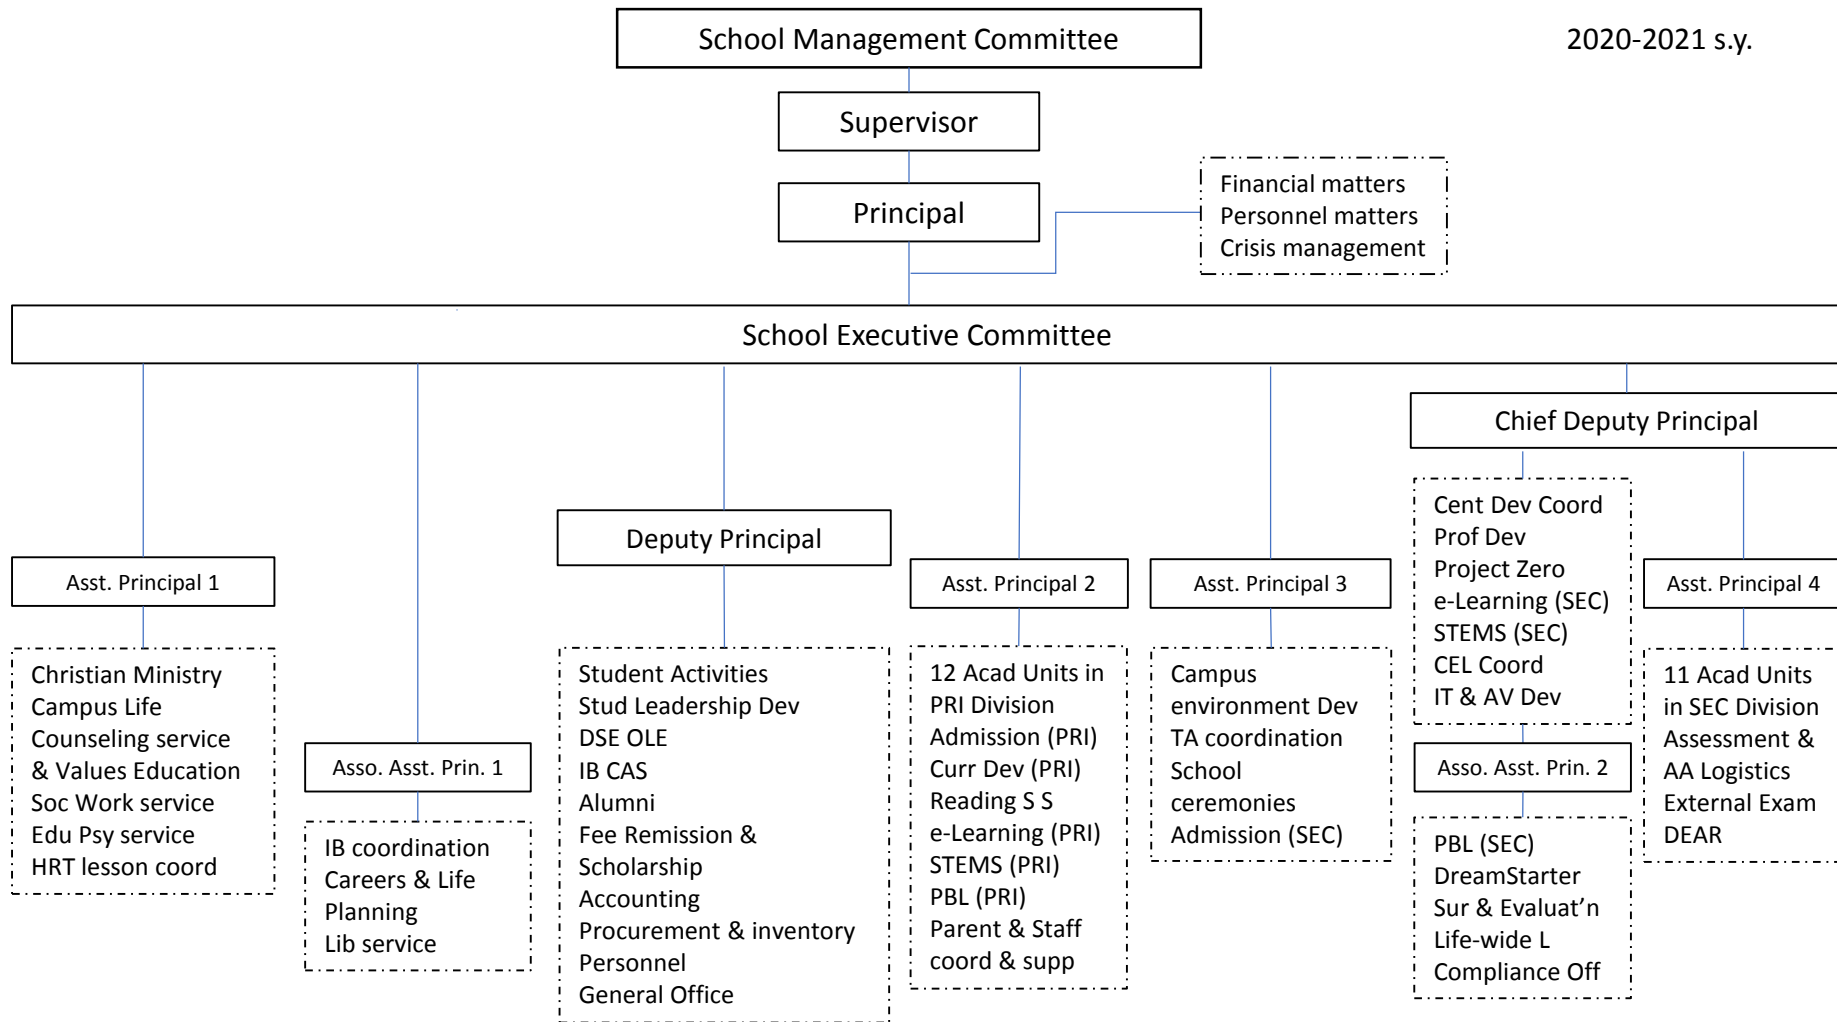 School Management Committee
2020-2021 s.y.
Supervisor
Principal
Financial matters
Personnel matters
Crisis management
School Executive Committee
Chief Deputy Principal
Cent Dev Coord
Prof Dev
Project Zero
e-Learning (SEC)
STEMS (SEC)
CEL Coord
IT & AV Dev
Deputy Principal
Asst. Principal 1
Asst. Principal 2
Asst. Principal 3
Asst. Principal 4
Christian Ministry
Campus Life
Counseling service
& Values Education
Soc Work service
Edu Psy service
HRT lesson coord
Asso. Asst. Prin. 1
IB coordination
Careers & Life
Planning
Lib service
Student Activities
Stud Leadership Dev
DSE OLE
IB CAS
Alumni
Fee Remission &
Scholarship
Accounting
Procurement & inventory
Personnel
General Office
12 Acad Units in
PRI Division
Admission (PRI)
Curr Dev (PRI)
Reading S S
e-Learning (PRI)
STEMS (PRI)
PBL (PRI)
Parent & Staff
coord & supp
Campus
environment Dev
TA coordination
School
ceremonies
Admission (SEC)
Asso. Asst. Prin. 2
PBL (SEC)
DreamStarter
Sur & Evaluat’n
Life-wide L
Compliance Off
11 Acad Units
in SEC Division
Assessment &
AA Logistics
External Exam
DEAR